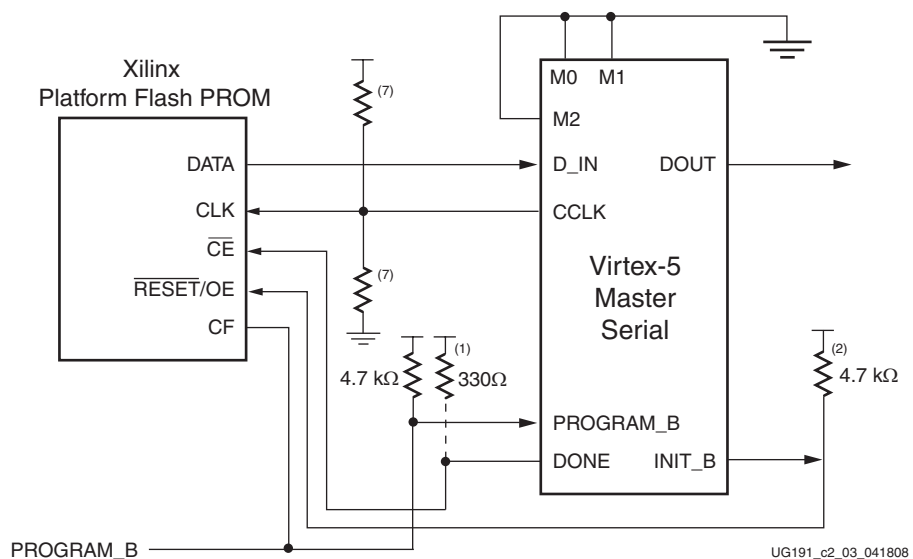 Xilinx
Platform Flash PROM
DATA
CLK
CE
RESET/OE
CF
(7)
(7)
M0 M1
M2
D_IN DOUT
CCLK
Virtex-5
Master
Serial
PROGRAM_B
DONE INIT_B
(1)
4.7 kΩ 330Ω
(2)
4.7 kΩ
PROGRAM_B
UG191_c2_03_041808